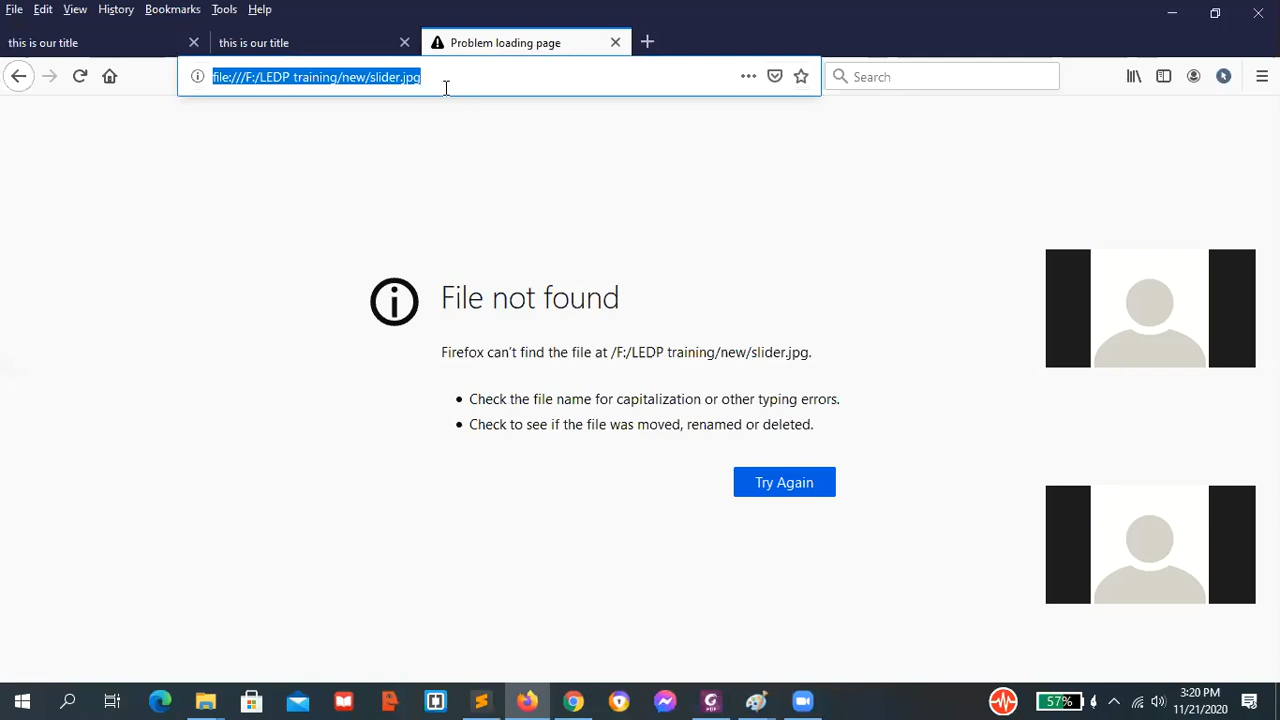 File Edit View History Bookmarks Tools Help
this is our title
this is our title
Problem loading page
file:///F:/LEDP training/new/slider.jpg
Search
File not found
Firefox can't find the file at /F:/LEDP training/new/slider.jpg.
Check the file name for capitalization or other typing errors.
Check to see if the file was moved, renamed or deleted.
Try Again
57%
3:20 PM
11/21/2020